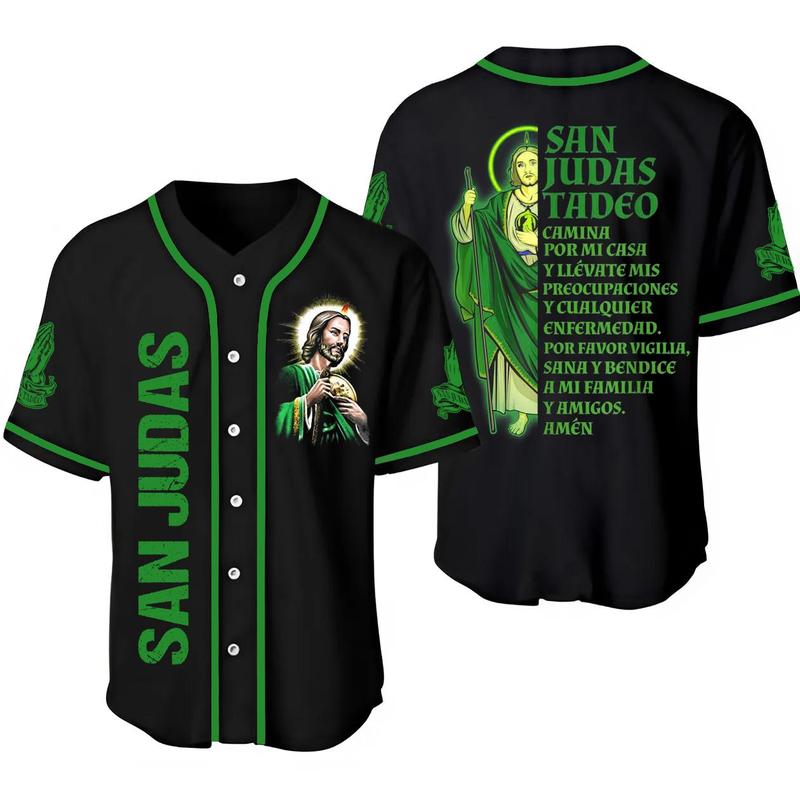 SAN JUDAS
SAN
JUDAS
TADEO
CAMINA
POR MI CASA
Y LLÉVATE MIS
PREOCUPACIONES
Y CUALQUIER
ENFERMEDAD.
POR FAVOR VIGILIA,
SANA Y BENDICE
A MI FAMILIA
Y AMIGOS.
AMÉN